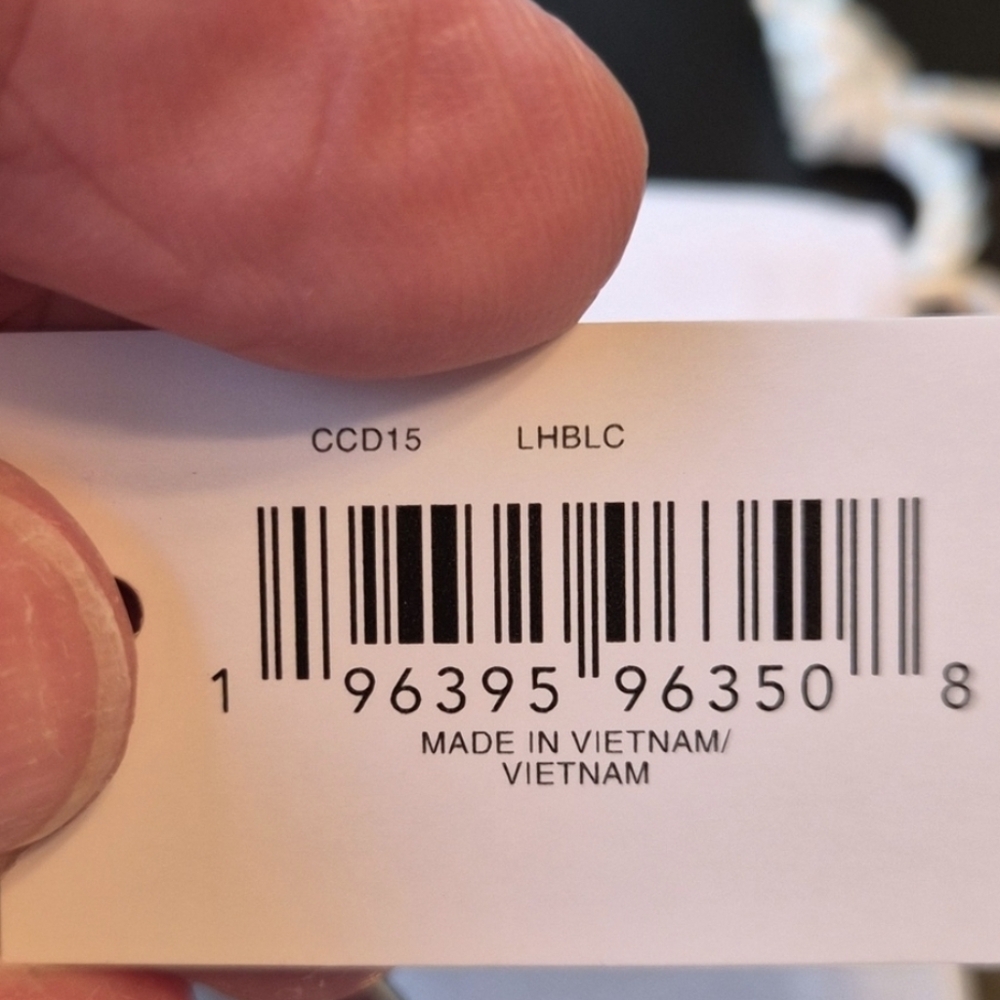 CCD15 LHBLC
1 96395 96350 8
MADE IN VIETNAM/
VIETNAM